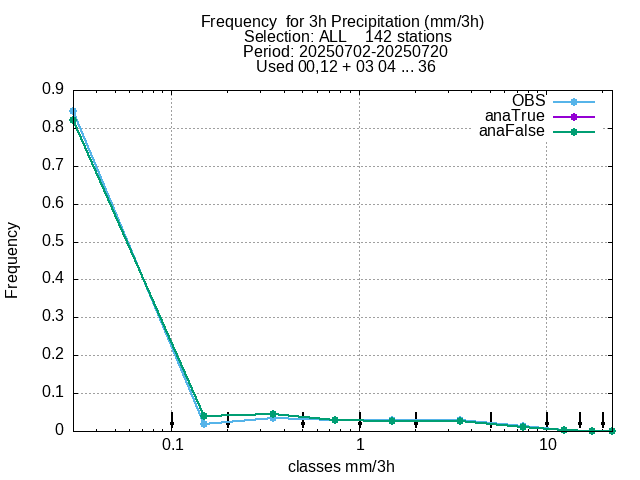 Frequency  for 3h Precipitation (mm/3h)
Selection: ALL    142 stations
Period: 20250702-20250720
Used 00,12 + 03 04 ... 36
OBS
anaTrue
anaFalse
0.9
0.8
0.7
0.6
0.5
0.4
0.3
0.2
0.1
0
Frequency
0.1
1
10
classes mm/3h